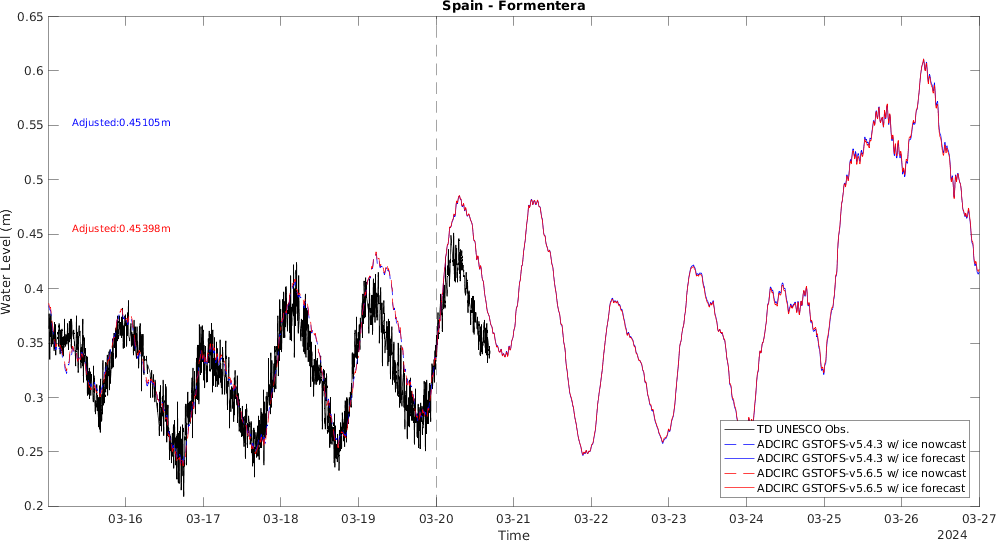 Spain - Formentera
0.65
0.6
0.55
0.5
0.45
0.4
0.35
0.3
0.25
0.2
Water Level (m)
Adjusted:0.45105m
Adjusted:0.45398m
TD UNESCO Obs.
ADCIRC GSTOFS-v5.4.3 w/ ice nowcast
ADCIRC GSTOFS-v5.4.3 w/ ice forecast
ADCIRC GSTOFS-v5.6.5 w/ ice nowcast
ADCIRC GSTOFS-v5.6.5 w/ ice forecast
03-16 03-17 03-18 03-19 03-20 03-21 03-22 03-23 03-24 03-25 03-26 03-27
Time
2024